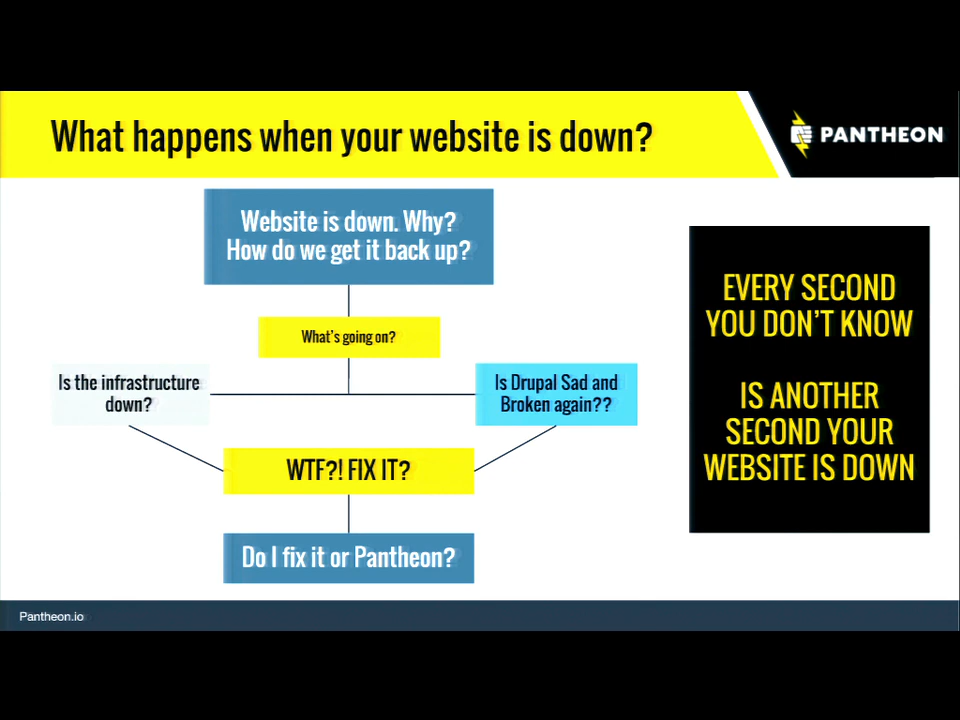 What happens when your website is down?
PANTHEON
Website is down. Why?
How do we get it back up?
What's going on?
Is the infrastructure
down?
Is Drupal Sad and
Broken again??
WTF?! FIX IT?
Do I fix it or Pantheon?
EVERY SECOND
YOU DON'T KNOW
IS ANOTHER
SECOND YOUR
WEBSITE IS DOWN
Pantheon.io